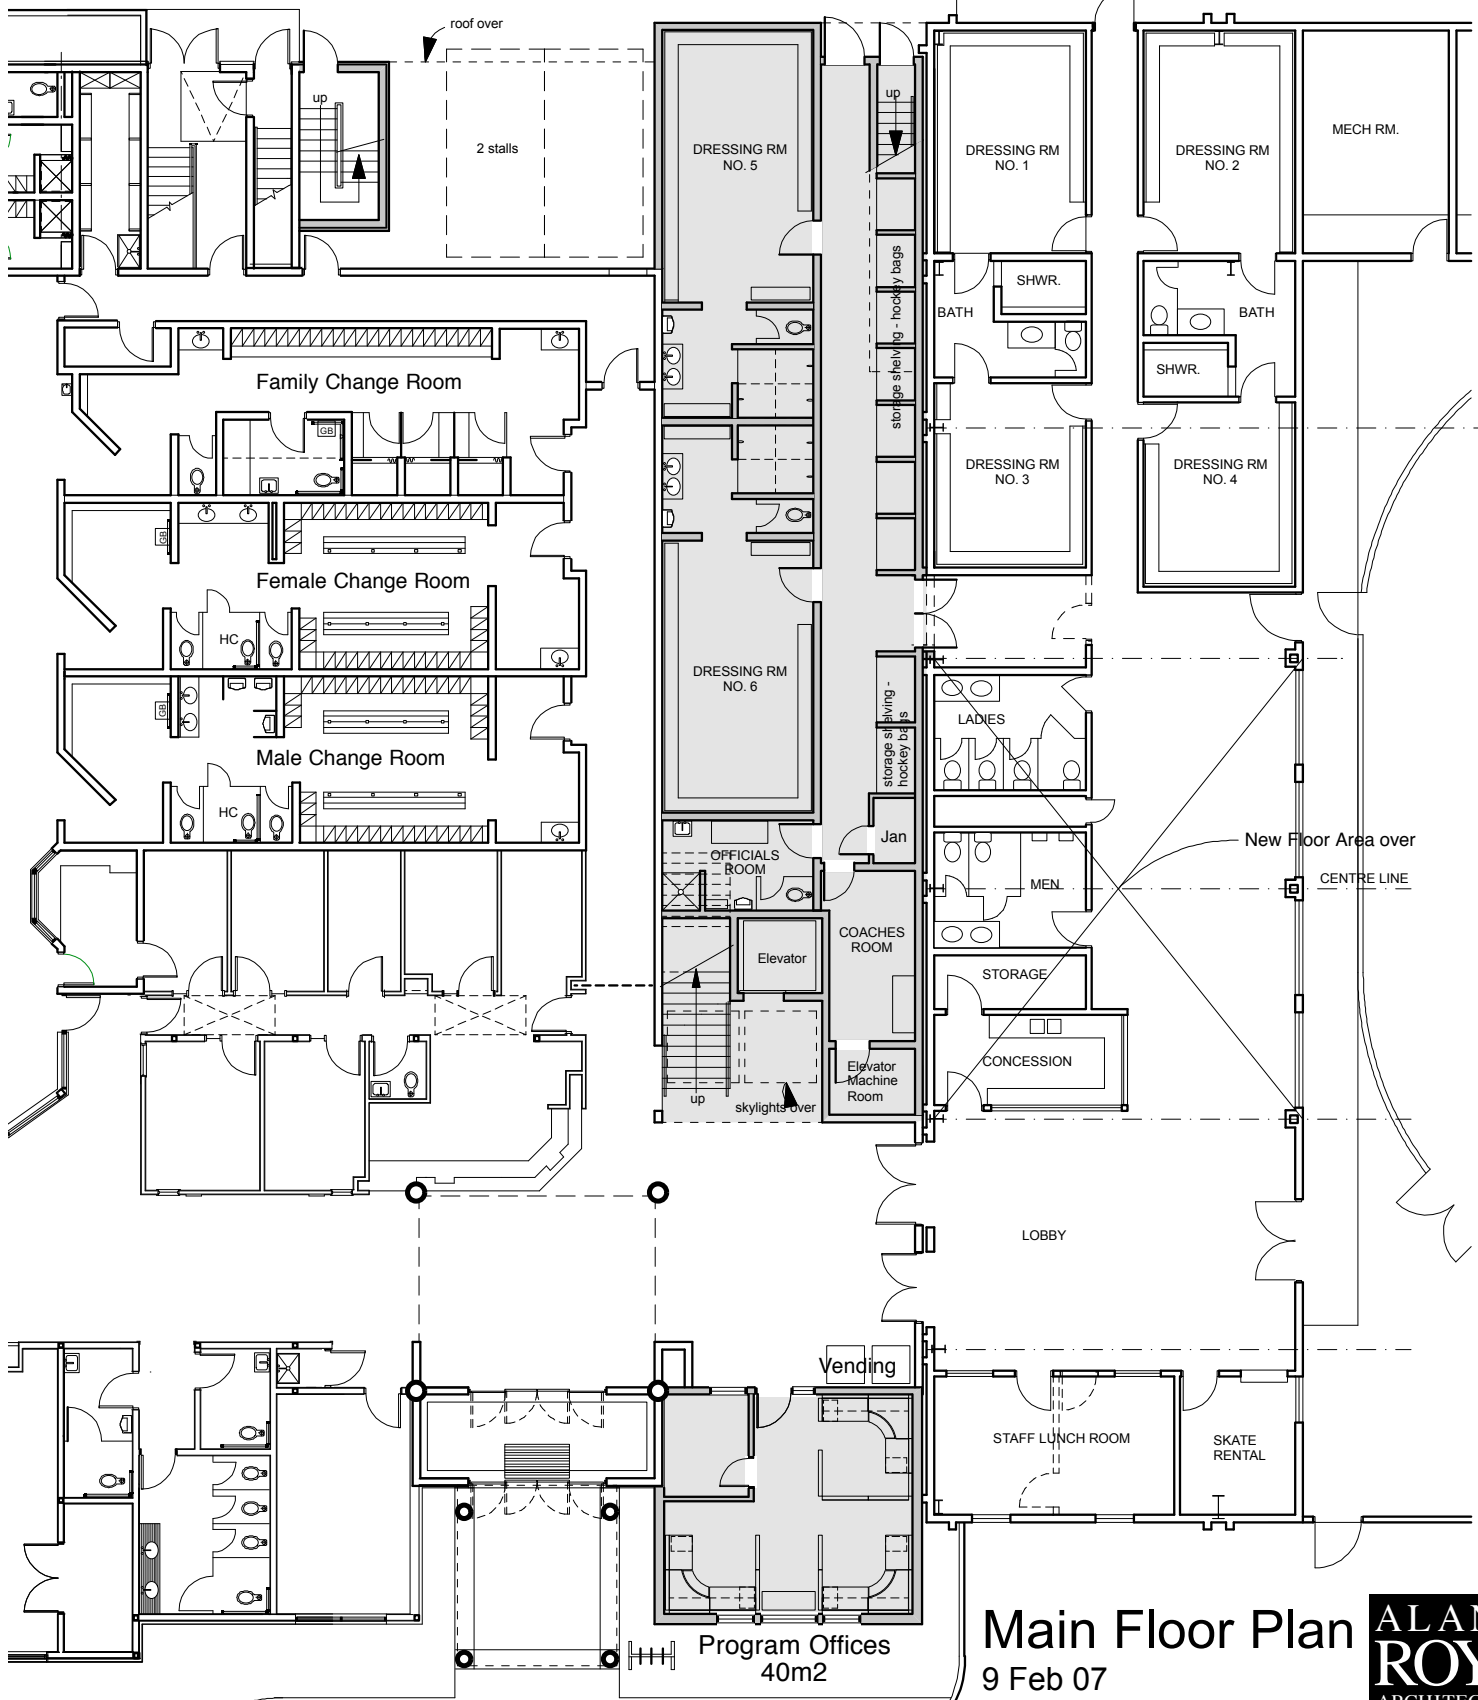 roof over
up
2 stalls
DRESSING RM
NO. 5
up
DRESSING RM
NO. 1
DRESSING RM
NO. 2
MECH RM.
storage shelving - hockey bags
SHWR.
BATH
BATH
SHWR.
Family Change Room
GB
DRESSING RM
NO. 3
DRESSING RM
NO. 4
GB
Female Change Room
HC
DRESSING RM
NO. 6
storage shelving -
hockey bags
LADIES
GB
Male Change Room
HC
Jan
OFFICIALS
ROOM
New Floor Area over
CENTRE LINE
MEN
COACHES
ROOM
Elevator
STORAGE
CONCESSION
Elevator
Machine
Room
up
skylights over
LOBBY
Vending
STAFF LUNCH ROOM
SKATE
RENTAL
Program Offices
40m2
Main Floor Plan
9 Feb 07
ALAN
ROY